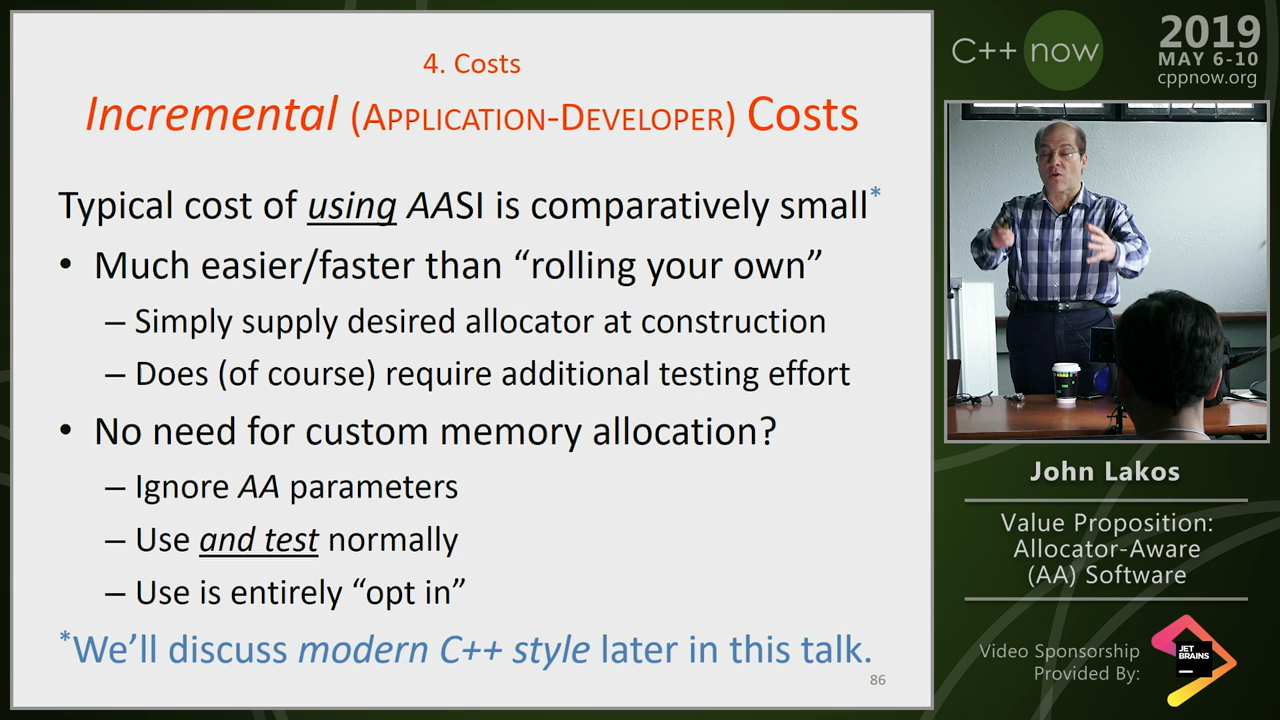 4. Costs
Incremental (APPLICATION-DEVELOPER) Costs
Typical cost of using AASI is comparatively small*
• Much easier/faster than “rolling your own”
– Simply supply desired allocator at construction
– Does (of course) require additional testing effort
• No need for custom memory allocation?
– Ignore AA parameters
– Use and test normally
– Use is entirely “opt in”
*We’ll discuss modern C++ style later in this talk.
86
C++ now
2019
MAY 6-10
cppnow.org
John Lakos
Value Proposition:
Allocator-Aware
(AA) Software
Video Sponsorship
Provided By:
JET
BRAINS